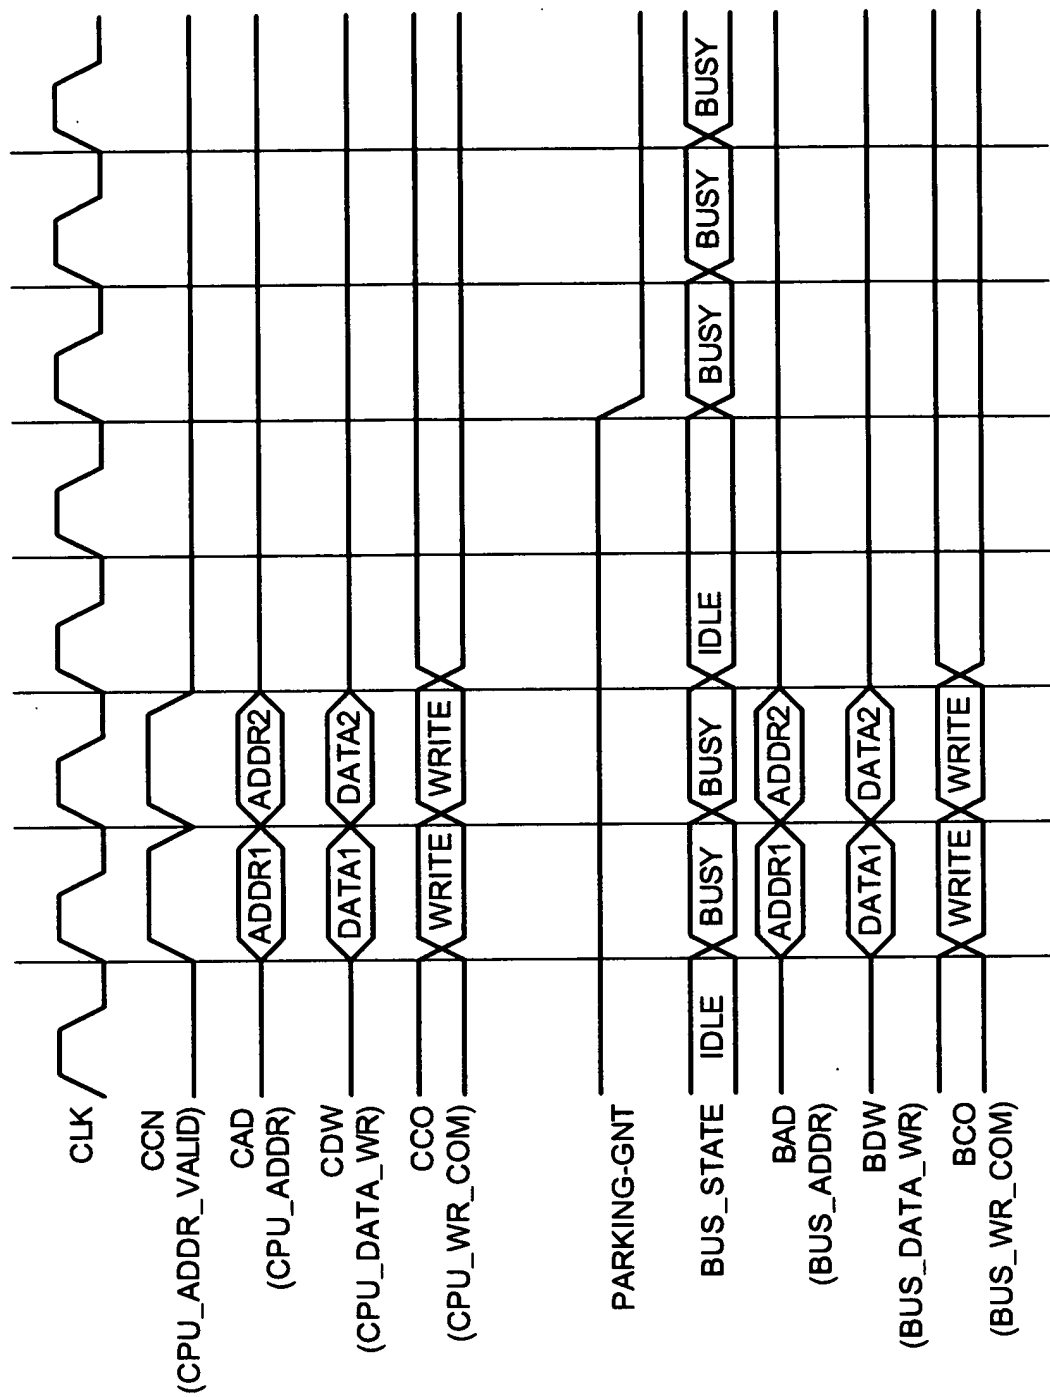 CLK
CCN
(CPU_ADDR_VALID)
CAD
(CPU_ADDR)
ADDR1 ADDR2
CDW
(CPU_DATA_WR)
DATA1 DATA2
CCO
(CPU_WR_COM)
WRITE WRITE
PARKING-GNT
BUS_STATE
IDLE BUSY BUSY IDLE BUSY BUSY BUSY
BAD
(BUS_ADDR)
ADDR1 ADDR2
BDW
(BUS_DATA_WR)
DATA1 DATA2
BCO
(BUS_WR_COM)
WRITE WRITE